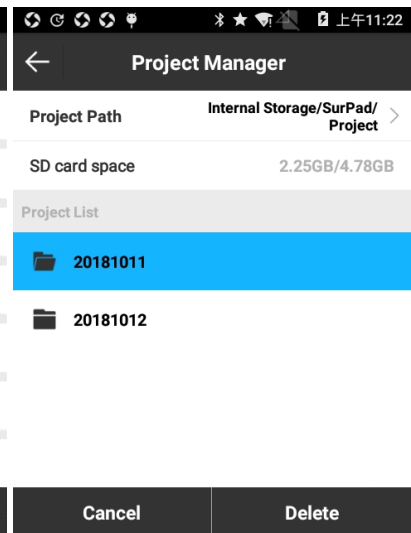 上午11:22
Project Manager
Project Path
Internal Storage/SurPad/
Project
SD card space
2.25GB/4.78GB
Project List
20181011
20181012
Cancel
Delete